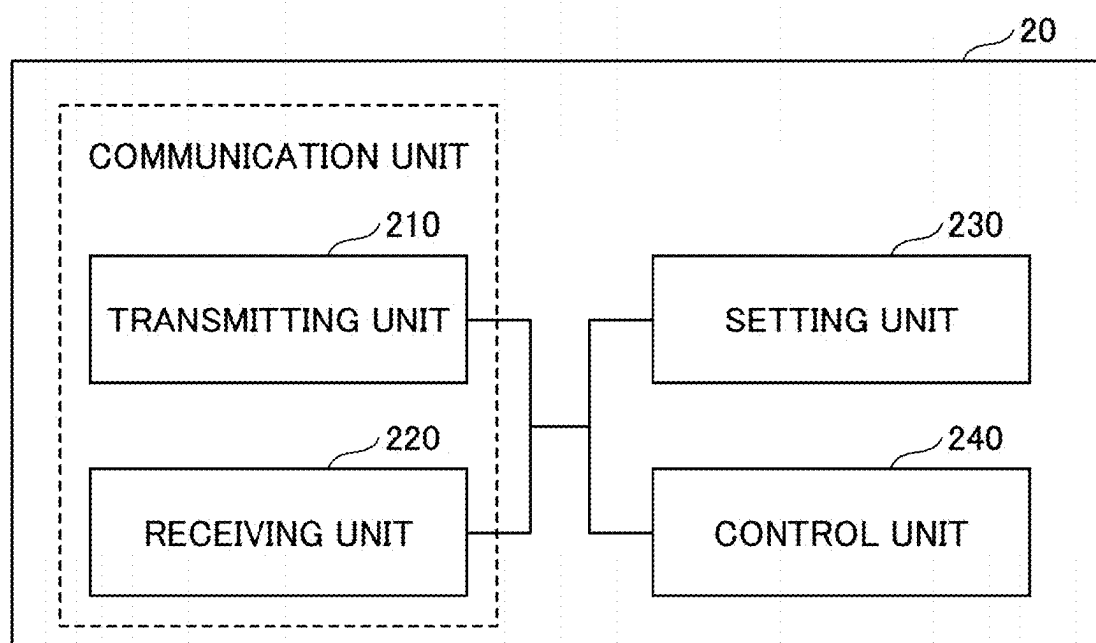 20
COMMUNICATION UNIT
210
TRANSMITTING UNIT
230
SETTING UNIT
220
RECEIVING UNIT
240
CONTROL UNIT